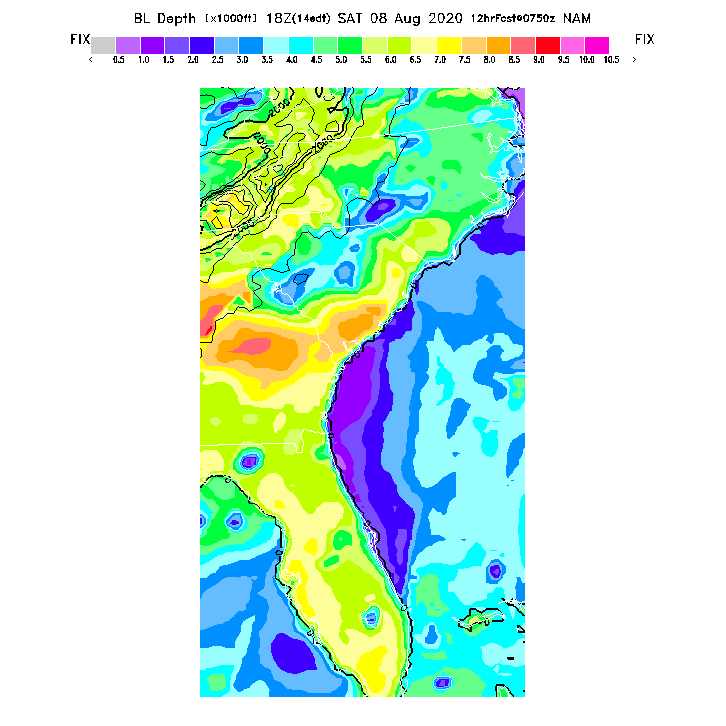 BL Depth [x1000ft] 18Z(14edt) SAT 08 Aug 2020 12hrFcst@0750z NAM
FIX FIX
< 0.5 1.0 1.5 2.0 2.5 3.0 3.5 4.0 4.5 5.0 5.5 6.0 6.5 7.0 7.5 8.0 8.5 9.0 9.5 10.0 10.5 >
2000
2000